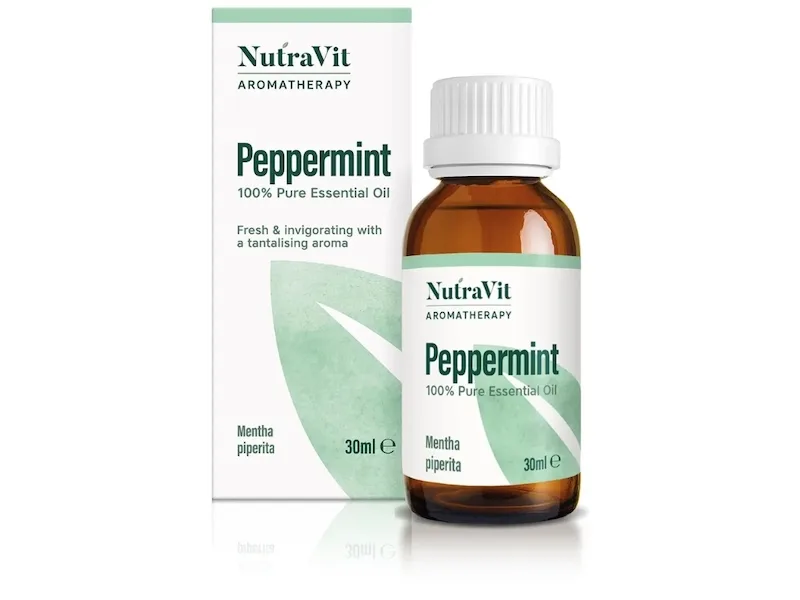 NutraVit
AROMATHERAPY
Peppermint
100% Pure Essential Oil
Fresh & invigorating with
a tantalising aroma
Mentha
piperita
30ml ℮
NutraVit
AROMATHERAPY
Peppermint
100% Pure Essential Oil
Mentha
piperita
30ml ℮